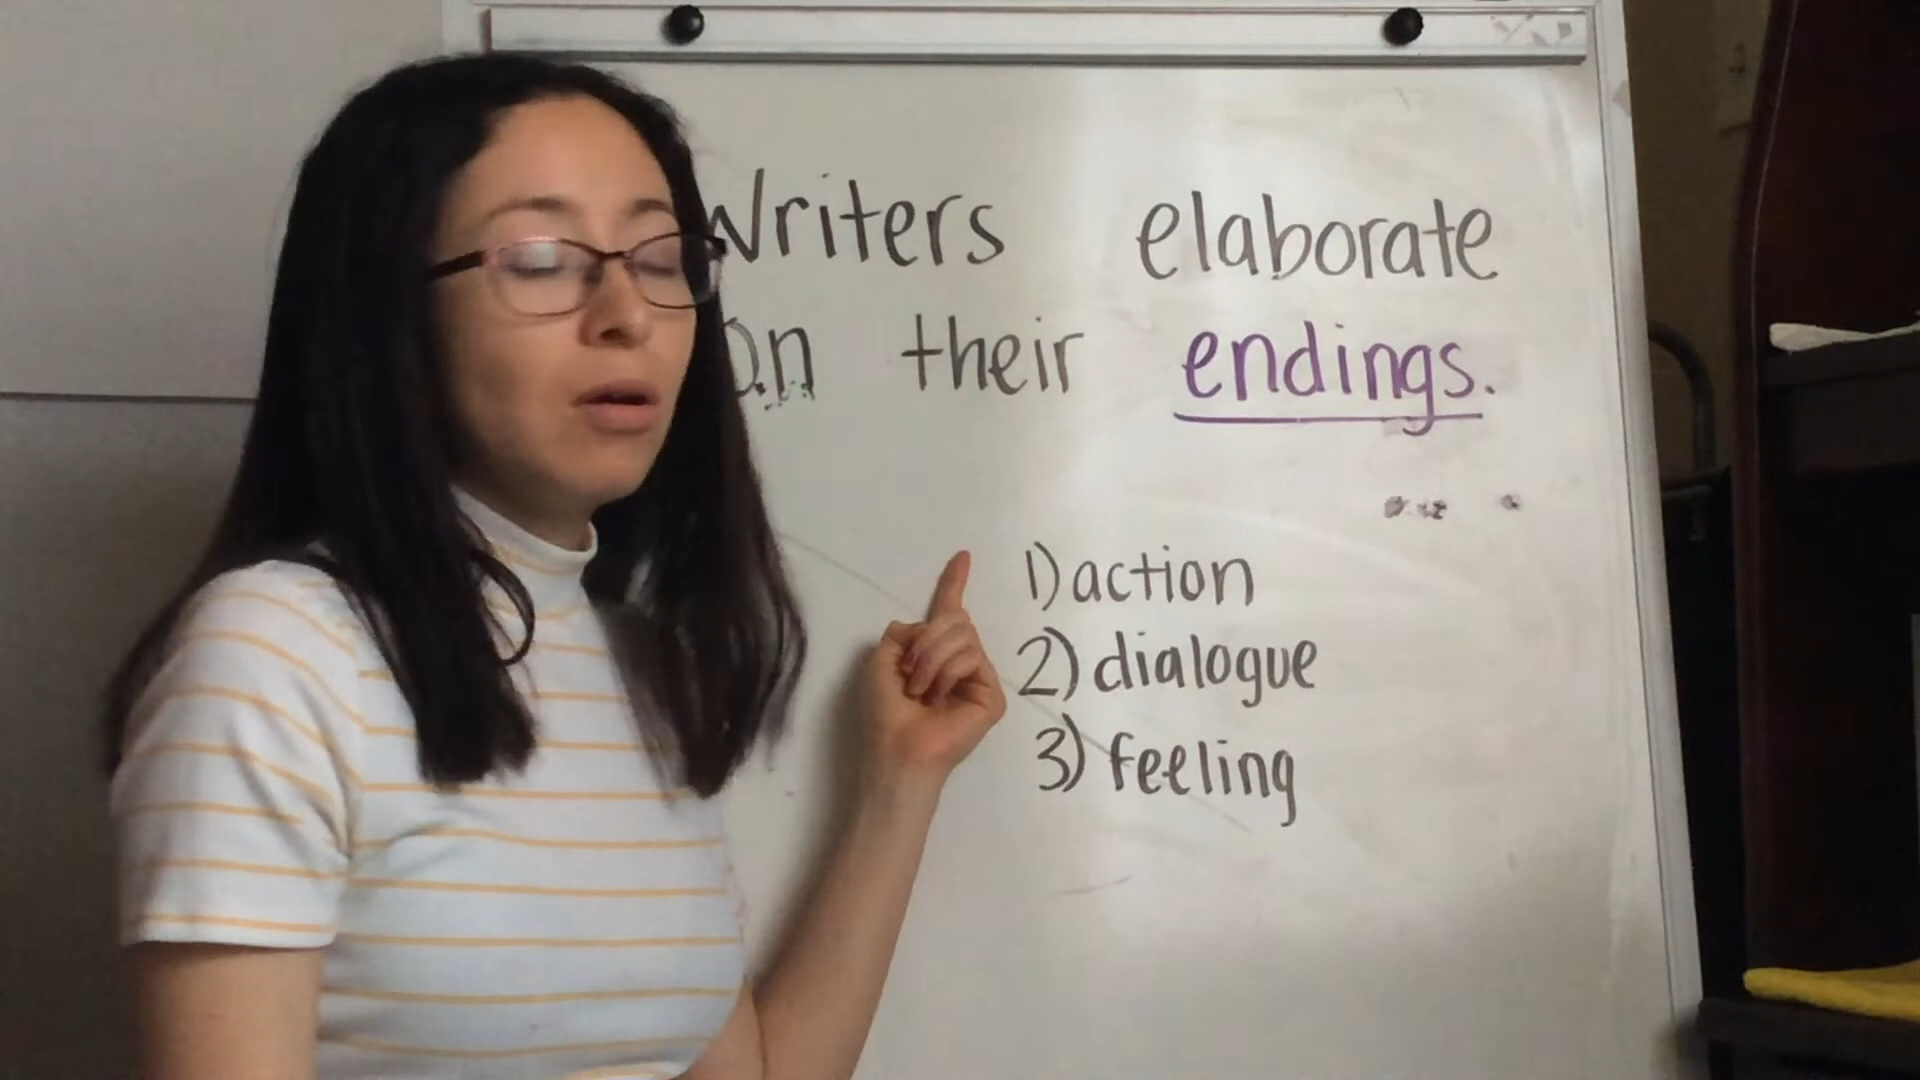 Writers elaborate
on their endings.
1) action
2) dialogue
3) feeling